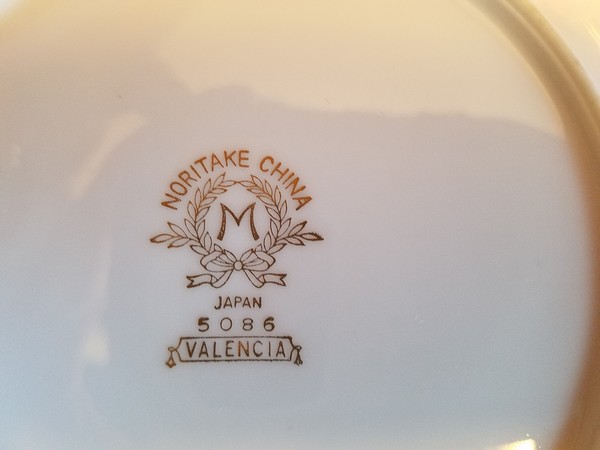 NORITAKE CHINA
M
JAPAN
5086
VALENCIA